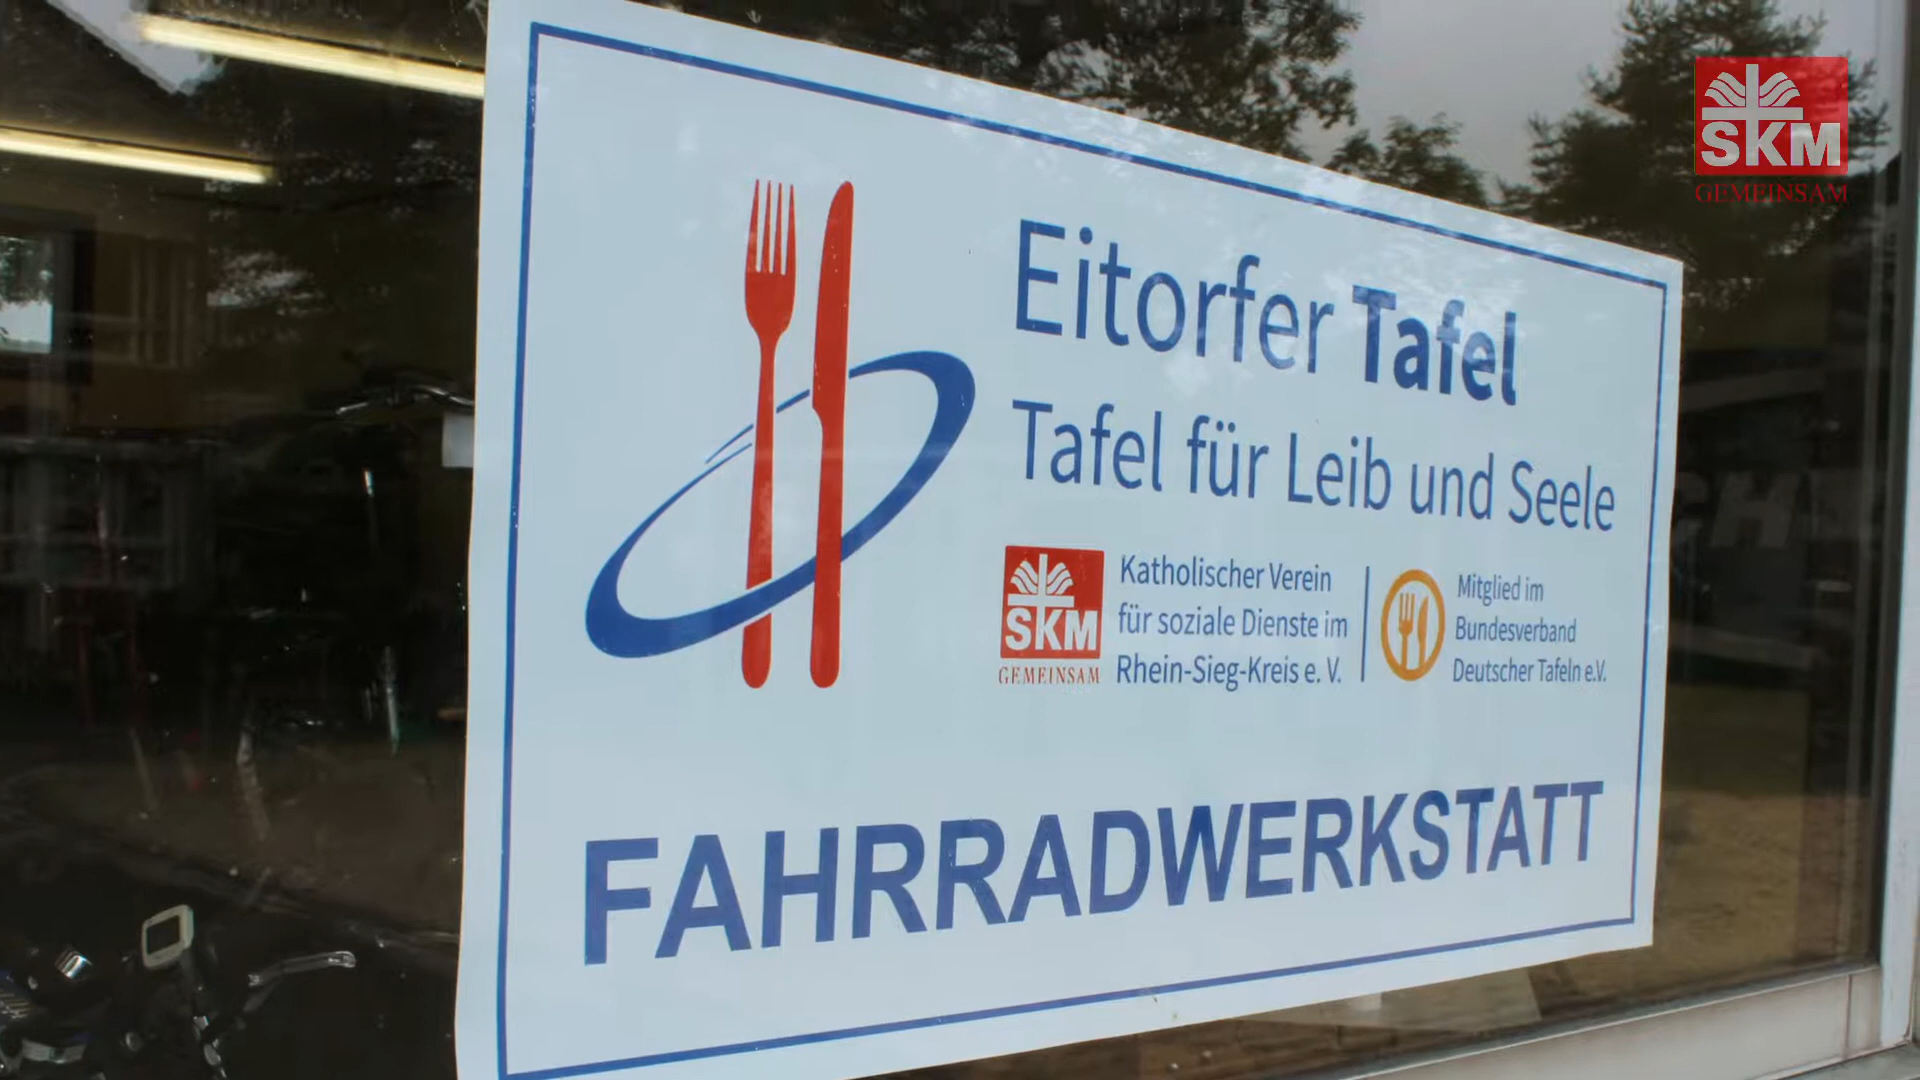 SKM
GEMEINSAM
Eitorfer Tafel
Tafel für Leib und Seele
SKM
GEMEINSAM
Katholischer Verein
für soziale Dienste im
Rhein-Sieg-Kreis e. V.
Mitglied im
Bundesverband
Deutscher Tafeln e.V.
FAHRRADWERKSTATT